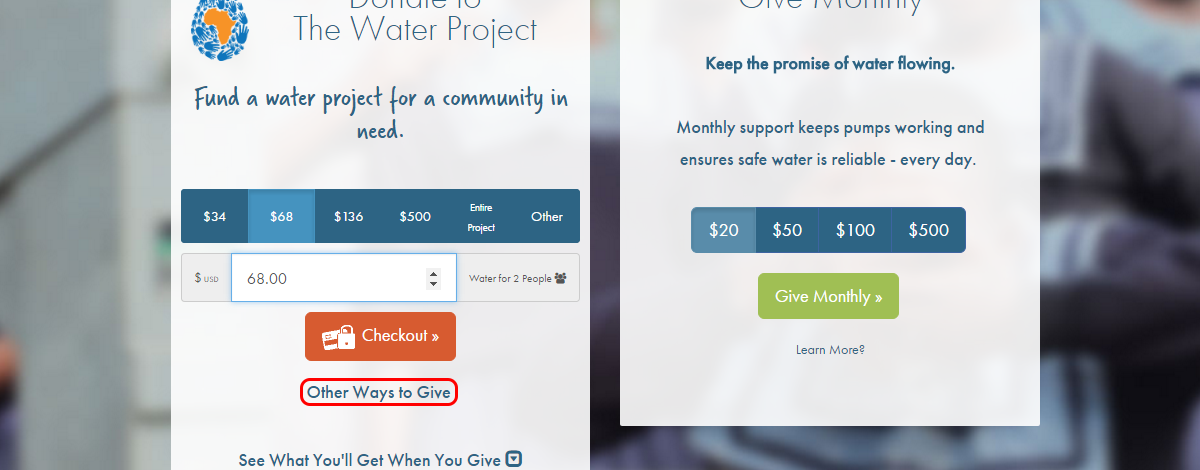 Donate to
The Water Project
Fund a water project for a community in
need.
$34 $68 $136 $500 Entire Project Other
$ USD 68.00 Water for 2 People
Checkout »
Other Ways to Give
See What You'll Get When You Give
Give Monthly
Keep the promise of water flowing.
Monthly support keeps pumps working and
ensures safe water is reliable - every day.
$20 $50 $100 $500
Give Monthly »
Learn More?